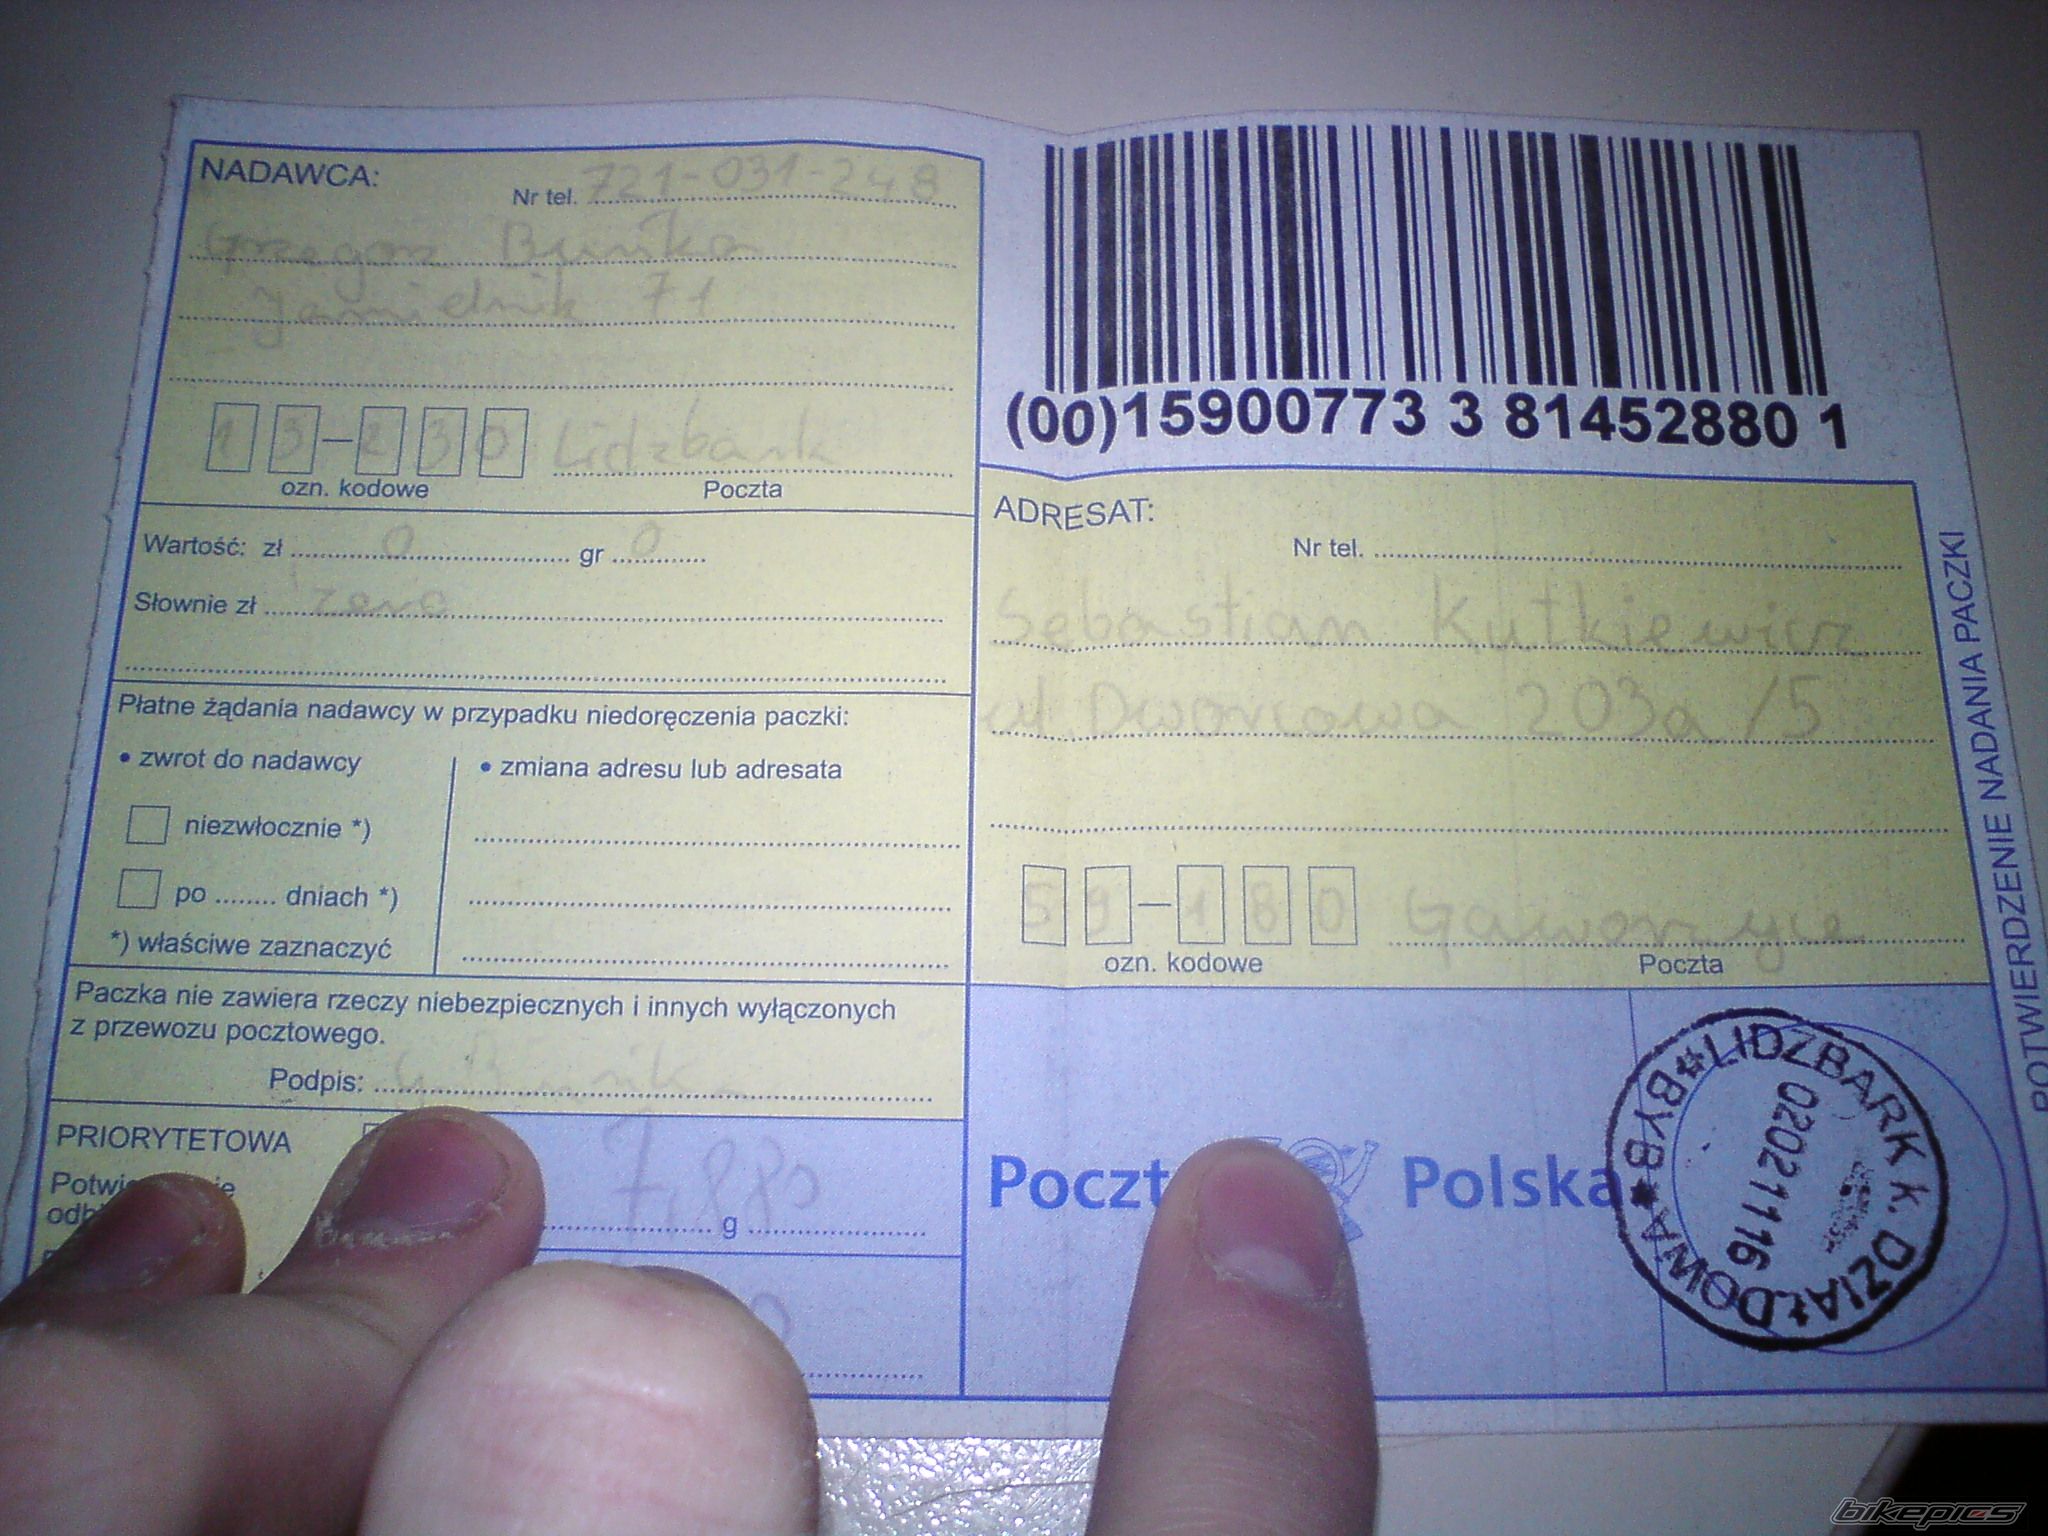 NADAWCA:
Nr tel. 721-031-248
Grzegorz
Jamielnik 71
13-230 Lidzbark
ozn. kodowe Poczta
Wartość: zł 0 gr 0
Słownie zł zero
Płatne żądania nadawcy w przypadku niedoręczenia paczki:
• zwrot do nadawcy
niezwłocznie *)
po ........ dniach *)
*) właściwe zaznaczyć
• zmiana adresu lub adresata
Paczka nie zawiera rzeczy niebezpiecznych i innych wyłączonych
z przewozu pocztowego.
Podpis:
PRIORYTETOWA
7,880 g
(00)15900773 3 81452880 1
ADRESAT:
Nr tel.
Sebastian Kutkiewicz
ul. Dworcowa 203a/5
59-180 Gaworzyce
ozn. kodowe Poczta
Poczta Polska
LIDZBARK k. DZIAŁDOWA
BYB
02021116
POTWIERDZENIE NADANIA PACZKI
bikepics